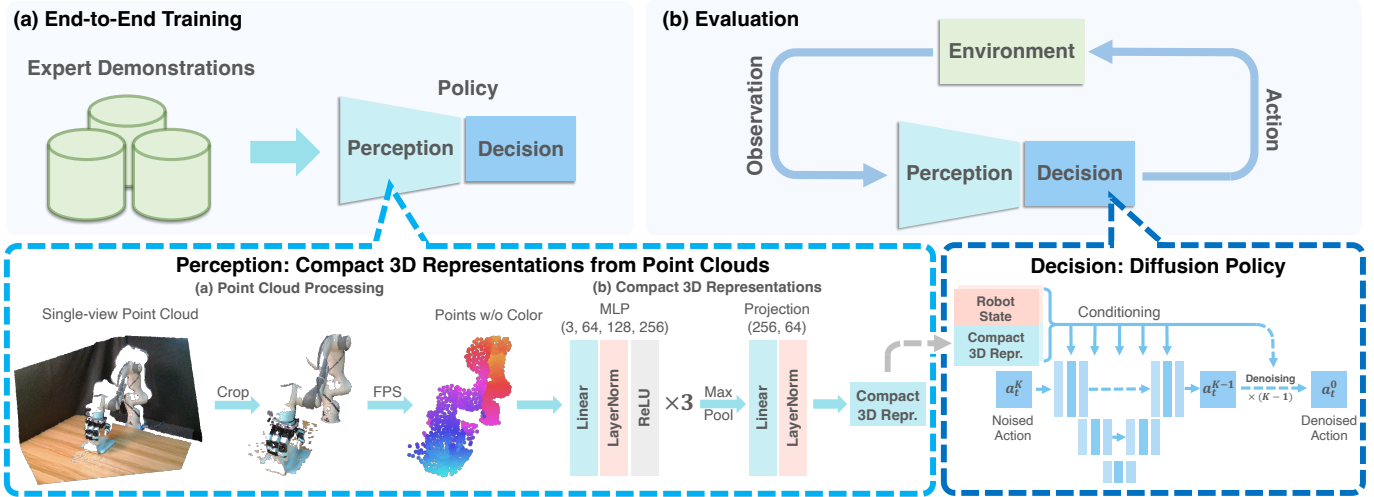 (a) End-to-End Training
Expert Demonstrations
Policy
Perception
Decision
(b) Evaluation
Environment
Observation
Action
Perception
Decision
Perception: Compact 3D Representations from Point Clouds
(a) Point Cloud Processing
(b) Compact 3D Representations
Single-view Point Cloud
Crop
FPS
Points w/o Color
MLP
(3, 64, 128, 256)
Linear
LayerNorm
ReLU
×3
Max
Pool
Projection
(256, 64)
Linear
LayerNorm
Compact
3D Repr.
Decision: Diffusion Policy
Robot
State
Compact
3D Repr.
Conditioning
a_t^K
Noised
Action
a_t^{K-1}
Denoising
× (K − 1)
a_t^0
Denoised
Action